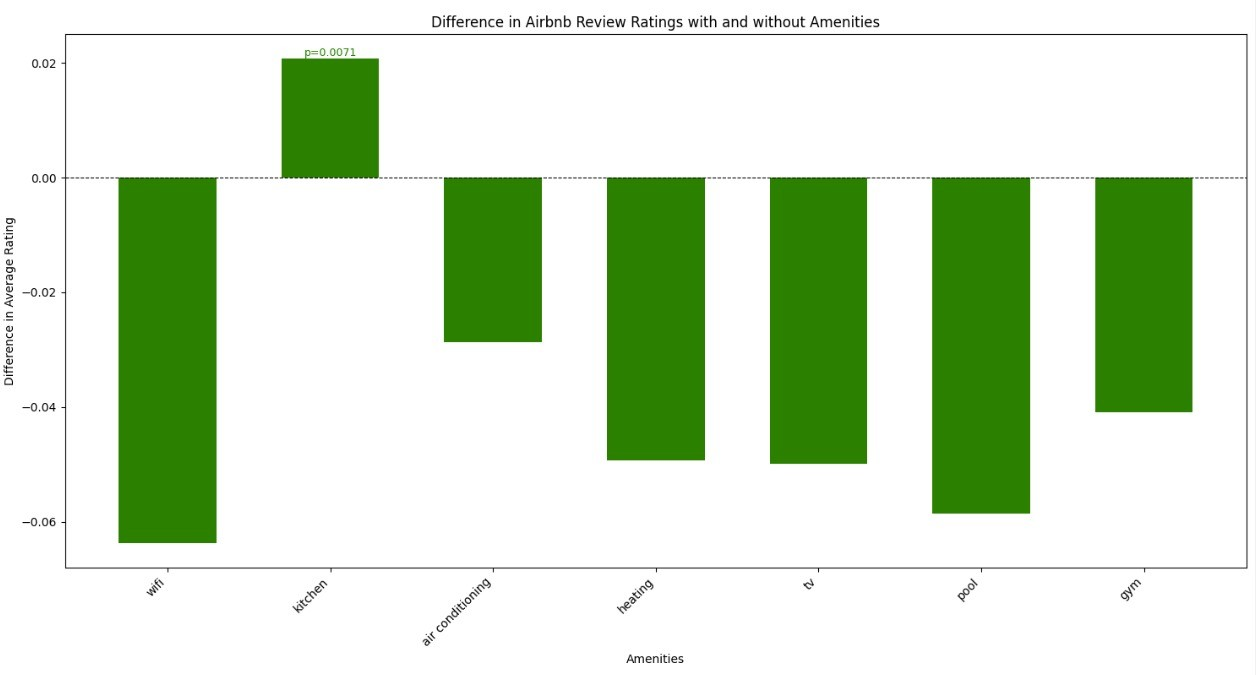 Difference in Airbnb Review Ratings with and without Amenities
p=0.0071
0.02
0.00
−0.02
−0.04
−0.06
Difference in Average Rating
wifi
kitchen
air conditioning
heating
tv
pool
gym
Amenities